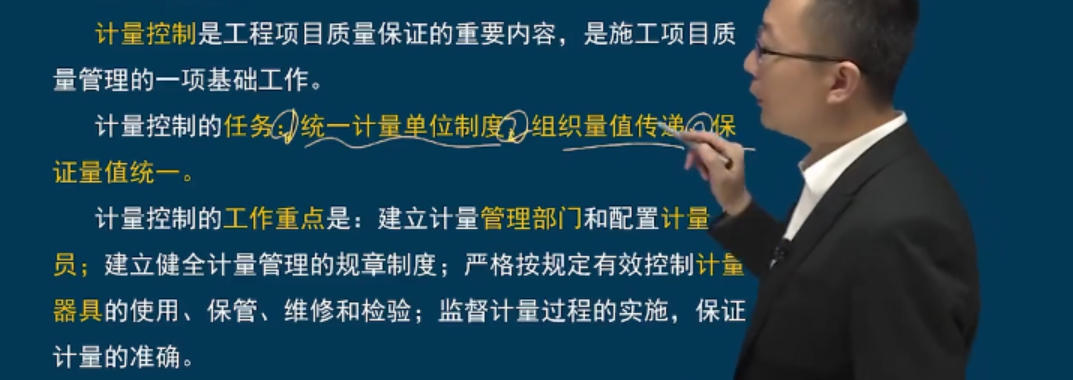 计量控制是工程项目质量保证的重要内容，是施工项目质
量管理的一项基础工作。
计量控制的任务：统一计量单位制度，组织量值传递，保
证量值统一。
计量控制的工作重点是：建立计量管理部门和配置计量
员；建立健全计量管理的规章制度；严格按规定有效控制计量
器具的使用、保管、维修和检验；监督计量过程的实施，保证
计量的准确。